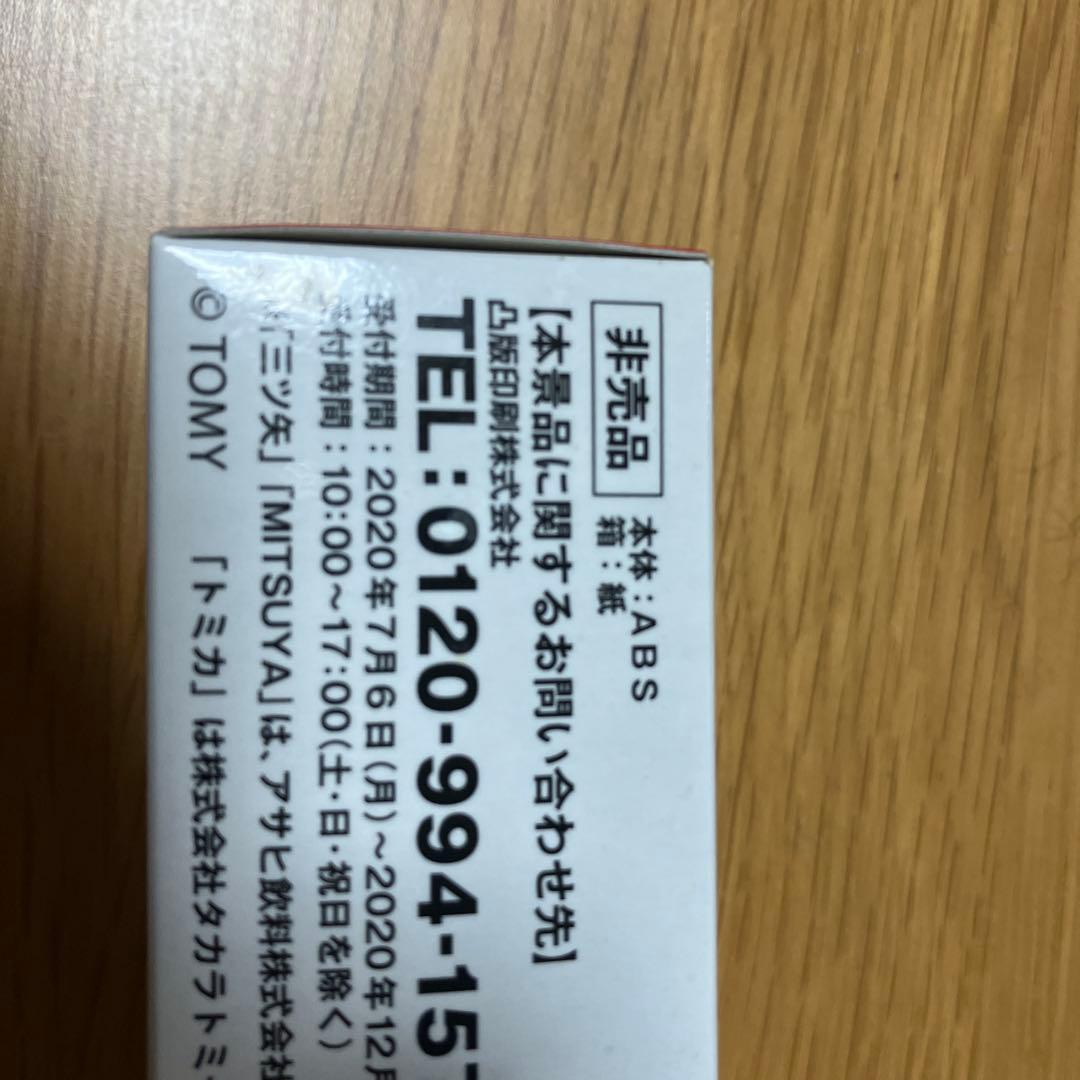 非売品
本体：ABS
箱：紙
【本景品に関するお問い合わせ先】
凸版印刷株式会社
TEL：0120-994-15
受付期間：2020年7月6日(月)～2020年12月
受付時間：10:00～17:00(土・日・祝日を除く)
「三ツ矢」「MITSUYA」は、アサヒ飲料株式会社
© TOMY 「トミカ」は株式会社タカラトミー